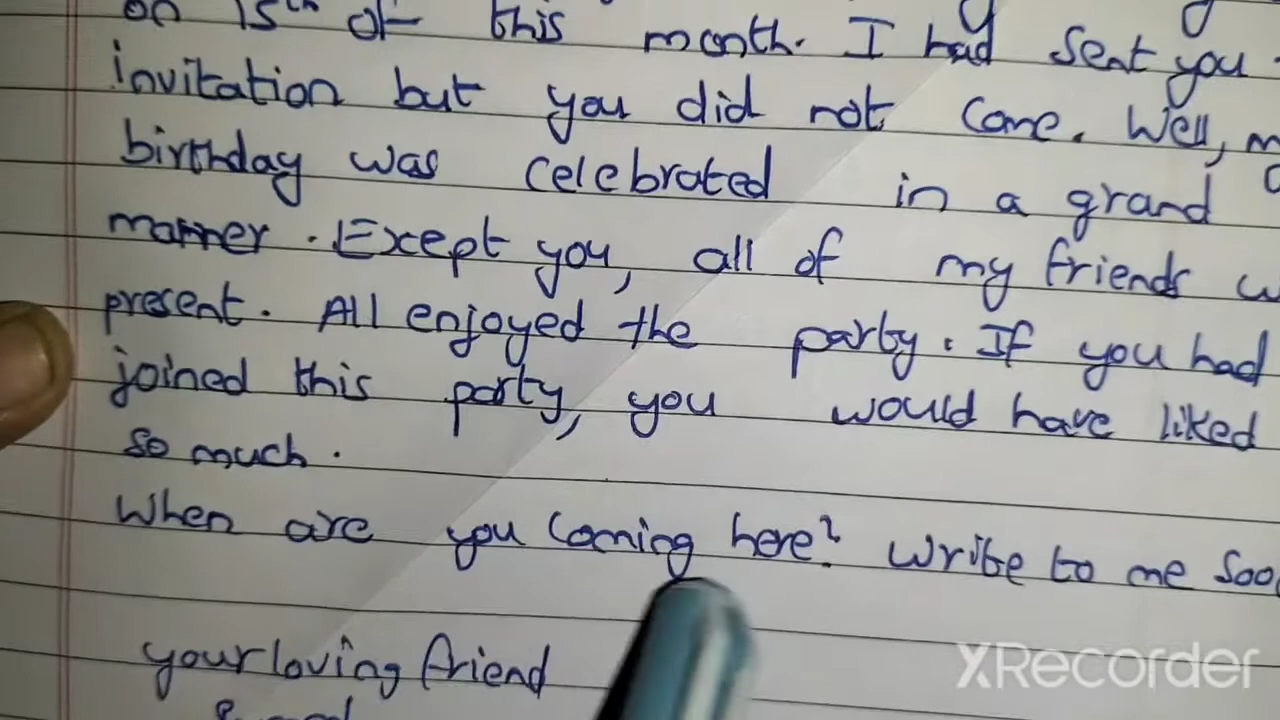 on 15th of this month. I had sent you
invitation but you did not come. Well,
birthday was celebrated in a grand
manner. Except you, all of my friends
present. All enjoyed the party. If you had
joined this party, you would have liked
so much.
When are you coming here? Write to me soo
your loving friend
XRecorder